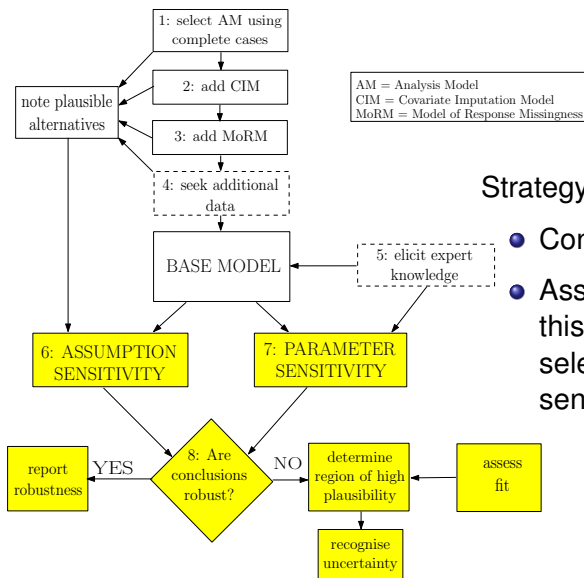 1: select AM using
complete cases
2: add CIM
note plausible
alternatives
3: add MoRM
4: seek additional
data
AM = Analysis Model
CIM = Covariate Imputation Model
MoRM = Model of Response Missingness
Strategy
Con
Ass
this
sele
sen
BASE MODEL
5: elicit expert
knowledge
6: ASSUMPTION
SENSITIVITY
7: PARAMETER
SENSITIVITY
8: Are
conclusions
robust?
YES
NO
report
robustness
determine
region of high
plausibility
assess
fit
recognise
uncertainty